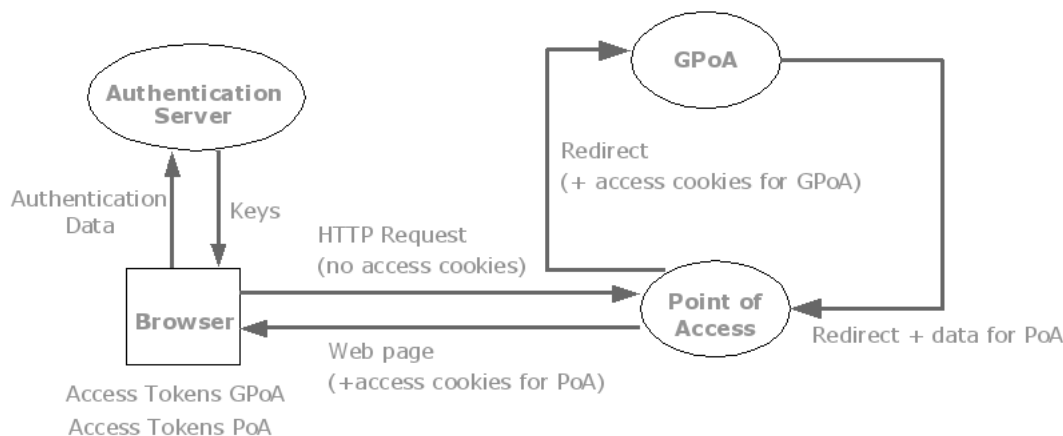 GPoA
Authentication
Server
Redirect
(+ access cookies for GPoA)
Authentication
Data
Keys
HTTP Request
(no access cookies)
Browser
Point of
Access
Redirect + data for PoA
Web page
(+access cookies for PoA)
Access Tokens GPoA
Access Tokens PoA